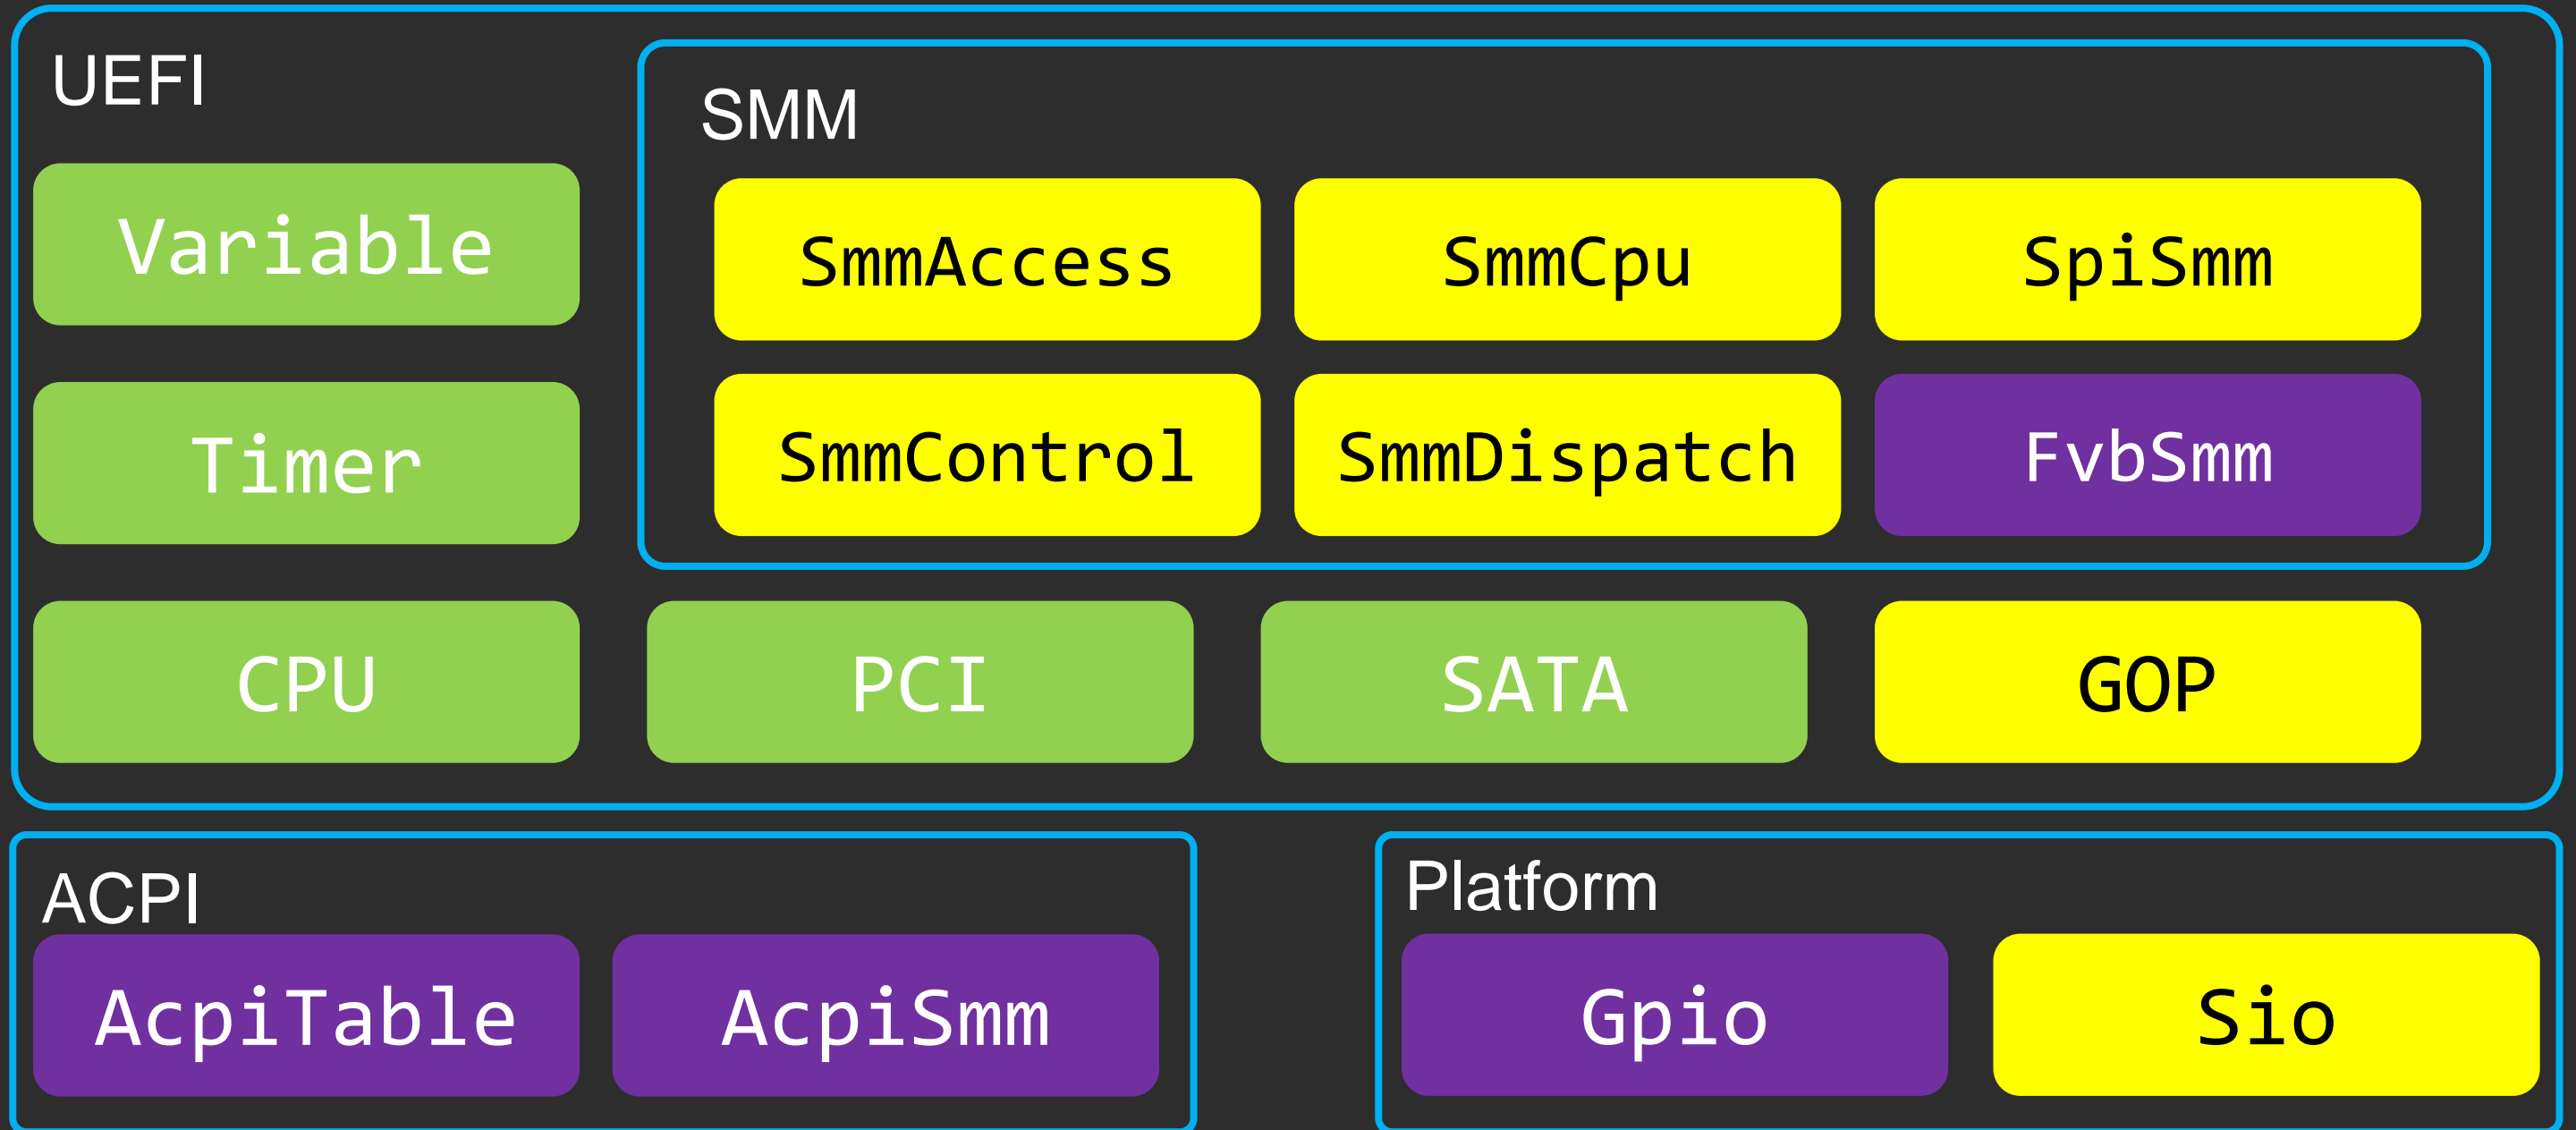 UEFI
SMM
Variable
SmmAccess
SmmCpu
SpiSmm
Timer
SmmControl
SmmDispatch
FvbSmm
CPU
PCI
SATA
GOP
ACPI
Platform
AcpiTable
AcpiSmm
Gpio
Sio